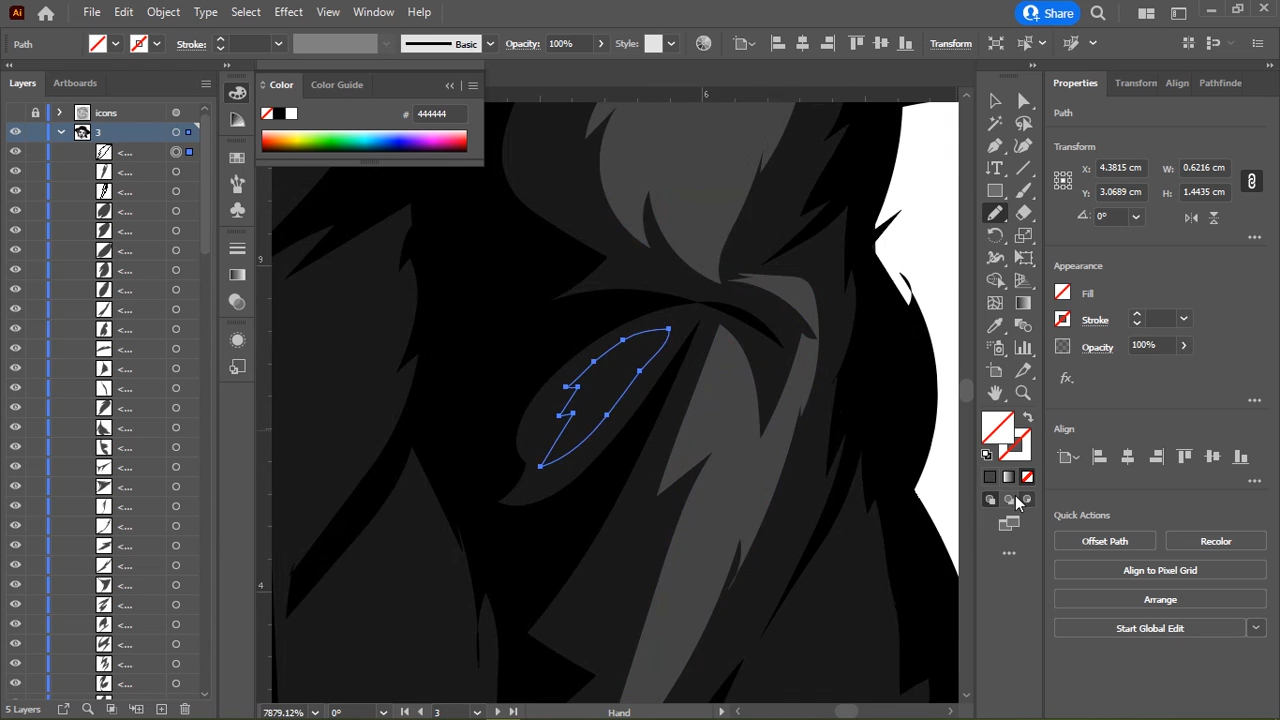 Ai File Edit Object Type Select Effect View Window Help Share
Path Stroke: Basic Opacity: 100% Style: Transform
Layers Artboards Color Color Guide Properties Transform Align Pathfinde
icons # 444444 6 Path
3
<... Transform
<... X: 4.3815 cm W: 0.6216 cm
<... Y: 3.0689 cm H: 1.4435 cm
<... 0°
<...
<... 9 Appearance
<... Fill
<...
<... Stroke
<...
<... Opacity 100%
<...
<... fx.
<...
<... Align
<...
<...
<...
<... Quick Actions
<... Offset Path Recolor
<...
<... Align to Pixel Grid
<... 4
<... Arrange
<...
<... Start Global Edit
<...
<...
5 Layers 7879.12% 0° 3 Hand